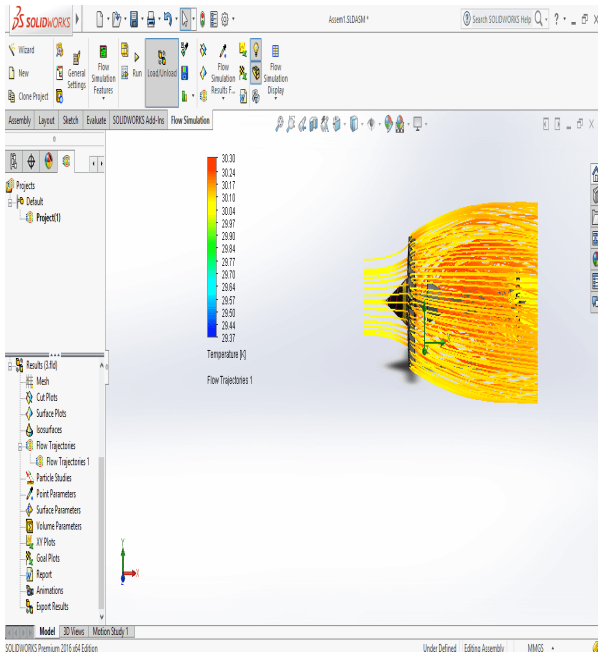 SOLIDWORKS
Assem1.SLDASM *
Search SOLIDWORKS Help
Wizard
New
Clone Project
General Settings
Flow Simulation Features
Run
Load/Unload
Flow Simulation Results F...
Flow Simulation Display
Assembly Layout Sketch Evaluate SOLIDWORKS Add-Ins Flow Simulation
Projects
Default
Project(1)
Results (3.fld)
Mesh
Cut Plots
Surface Plots
Isosurfaces
Flow Trajectories
Flow Trajectories 1
Particle Studies
Point Parameters
Surface Parameters
Volume Parameters
XY Plots
Goal Plots
Report
Animations
Export Results
30.30
30.24
30.17
30.10
30.04
29.97
29.90
29.84
29.77
29.70
29.64
29.57
29.50
29.44
29.37
Temperature [K]
Flow Trajectories 1
Y
X
Model 3D Views Motion Study 1
SOLIDWORKS Premium 2016 x64 Edition
Under Defined Editing Assembly MMGS